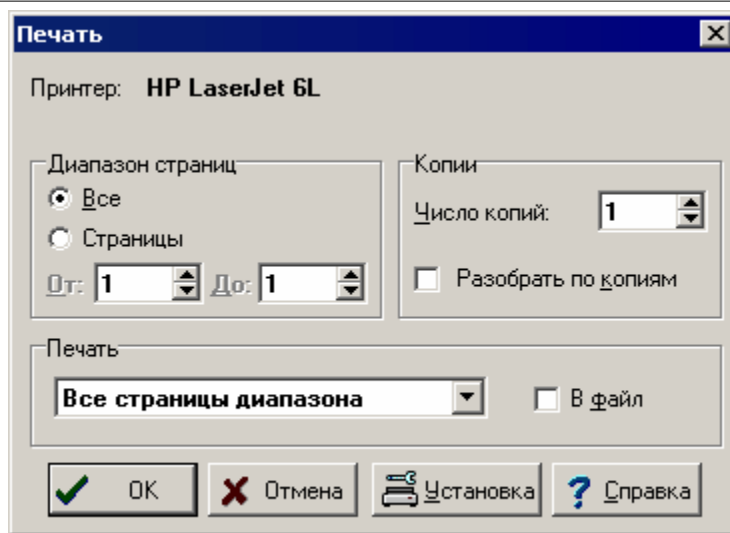 Печать
Принтер: HP LaserJet 6L
Диапазон страниц
Все
Страницы
От: 1 До: 1
Копии
Число копий: 1
Разобрать по копиям
Печать
Все страницы диапазона В файл
OK Отмена Установка Справка